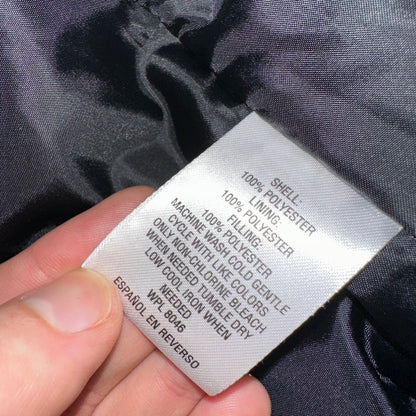 SHELL:
100% POLYESTER
LINING:
100% POLYESTER
FILLING:
100% POLYESTER
MACHINE WASH COLD GENTLE
CYCLE WITH LIKE COLORS
ONLY NON-CHLORINE BLEACH
WHEN NEEDED TUMBLE DRY
LOW COOL IRON WHEN
NEEDED
WPL 8046
ESPAÑOL EN REVERSO